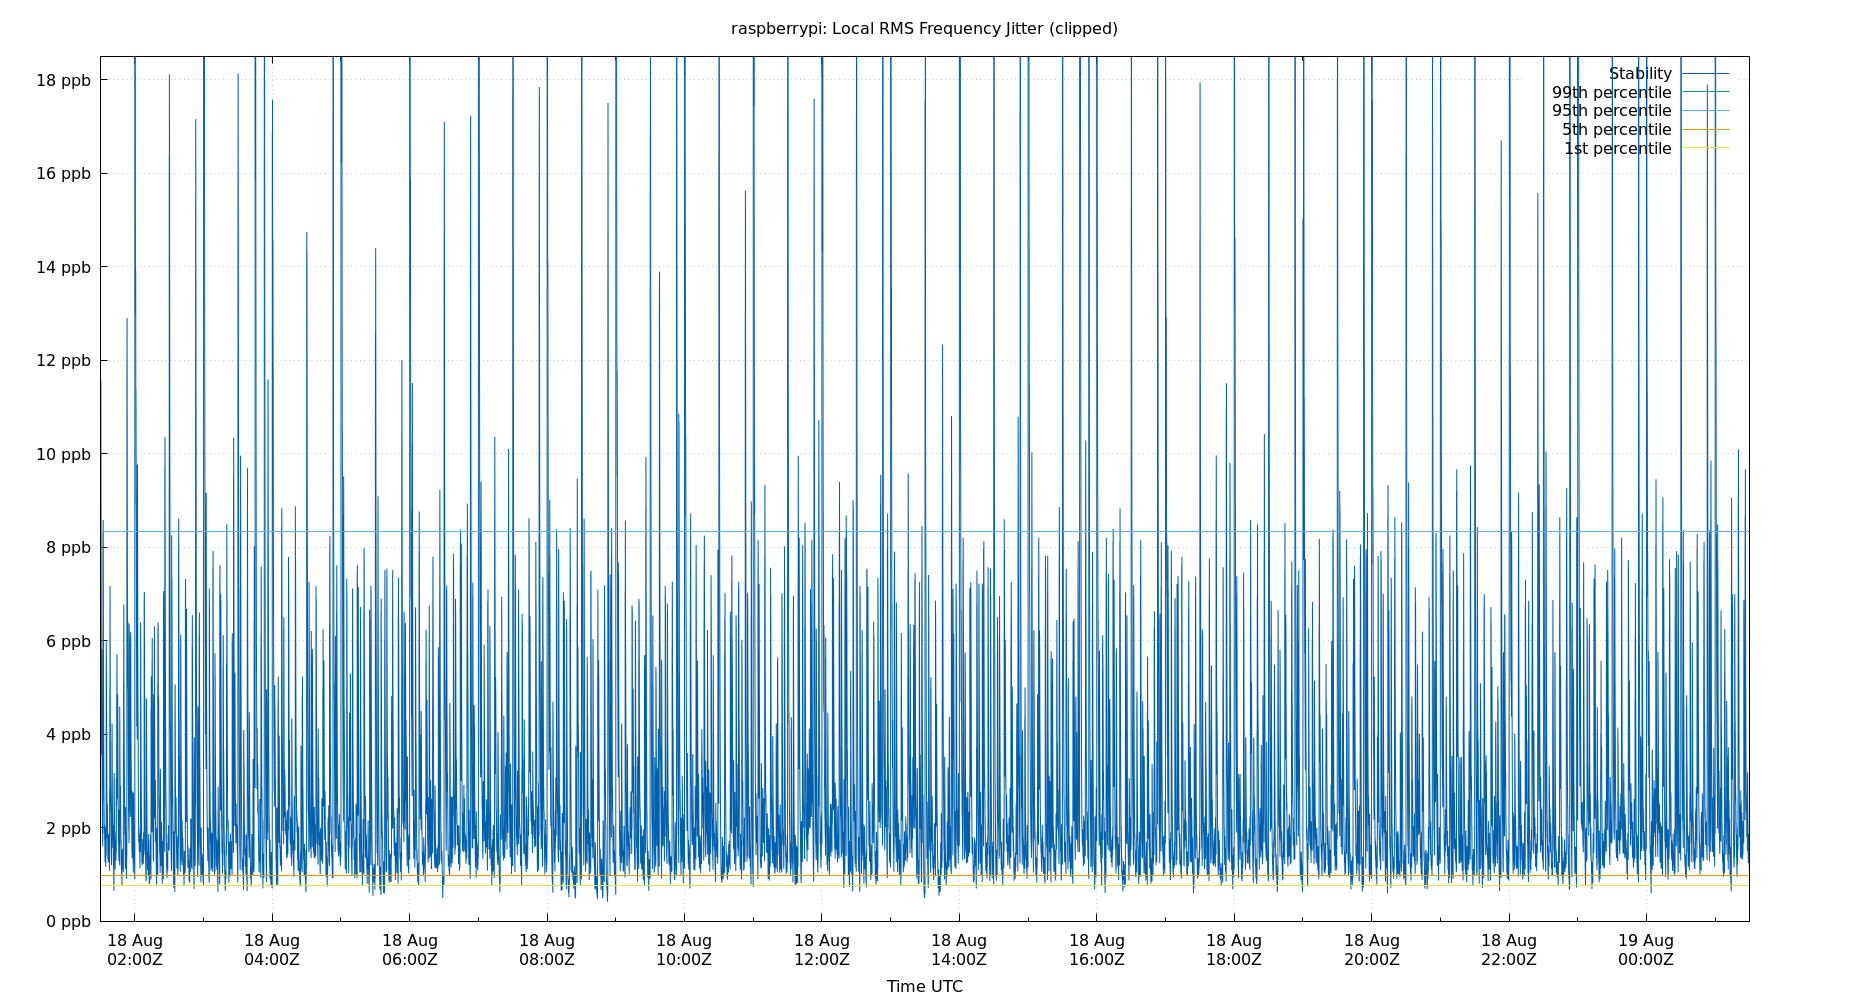 raspberrypi: Local RMS Frequency Jitter (clipped)
18 ppb
16 ppb
14 ppb
12 ppb
10 ppb
8 ppb
6 ppb
4 ppb
2 ppb
0 ppb
Stability
99th percentile
95th percentile
5th percentile
1st percentile
18 Aug 18 Aug 18 Aug 18 Aug 18 Aug 18 Aug 18 Aug 18 Aug 18 Aug 18 Aug 18 Aug 19 Aug
02:00Z 04:00Z 06:00Z 08:00Z 10:00Z 12:00Z 14:00Z 16:00Z 18:00Z 20:00Z 22:00Z 00:00Z
Time UTC